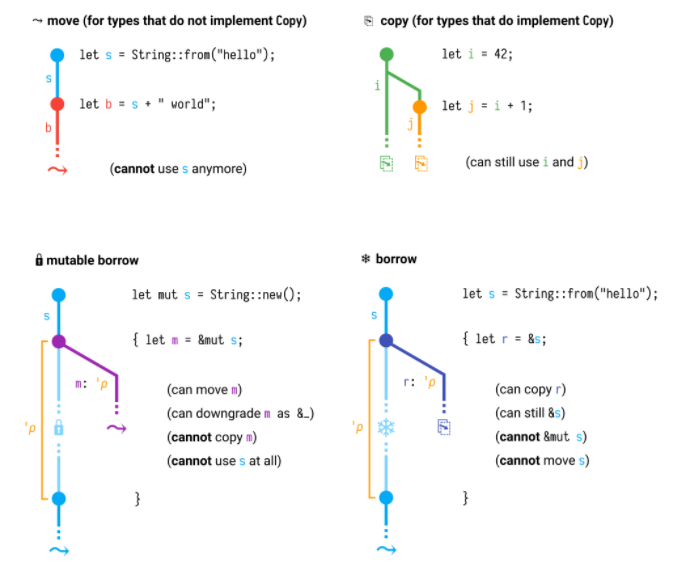 ⤳ move (for types that do not implement Copy)
let s = String::from("hello");
s
let b = s + " world";
b
(cannot use s anymore)
⎘ copy (for types that do implement Copy)
let i = 42;
i
let j = i + 1;
j
(can still use i and j)
🔒 mutable borrow
let mut s = String::new();
s
{ let m = &mut s;
m: 'ρ
(can move m)
(can downgrade m as &_)
'ρ
(cannot copy m)
(cannot use s at all)
}
❄ borrow
let s = String::from("hello");
s
{ let r = &s;
r: 'ρ
(can copy r)
(can still &s)
'ρ
(cannot &mut s)
(cannot move s)
}